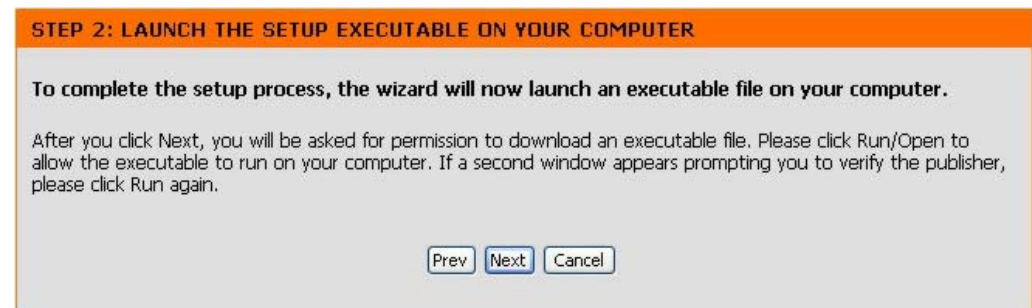 STEP 2: LAUNCH THE SETUP EXECUTABLE ON YOUR COMPUTER
To complete the setup process, the wizard will now launch an executable file on your computer.
After you click Next, you will be asked for permission to download an executable file. Please click Run/Open to
allow the executable to run on your computer. If a second window appears prompting you to verify the publisher,
please click Run again.
Prev Next Cancel